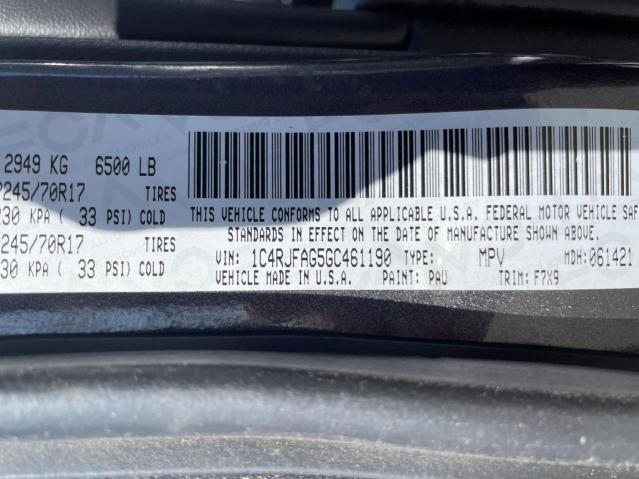 2949 KG 6500 LB
245/70R17 TIRES
230 KPA ( 33 PSI) COLD
245/70R17 TIRES
30 KPA ( 33 PSI) COLD
THIS VEHICLE CONFORMS TO ALL APPLICABLE U.S.A. FEDERAL MOTOR VEHICLE SAF
STANDARDS IN EFFECT ON THE DATE OF MANUFACTURE SHOWN ABOVE.
VIN: 1C4RJFAG5GC461190 TYPE: MPV MDH:061421
VEHICLE MADE IN U.S.A. PAINT: PAU TRIM: F7X9